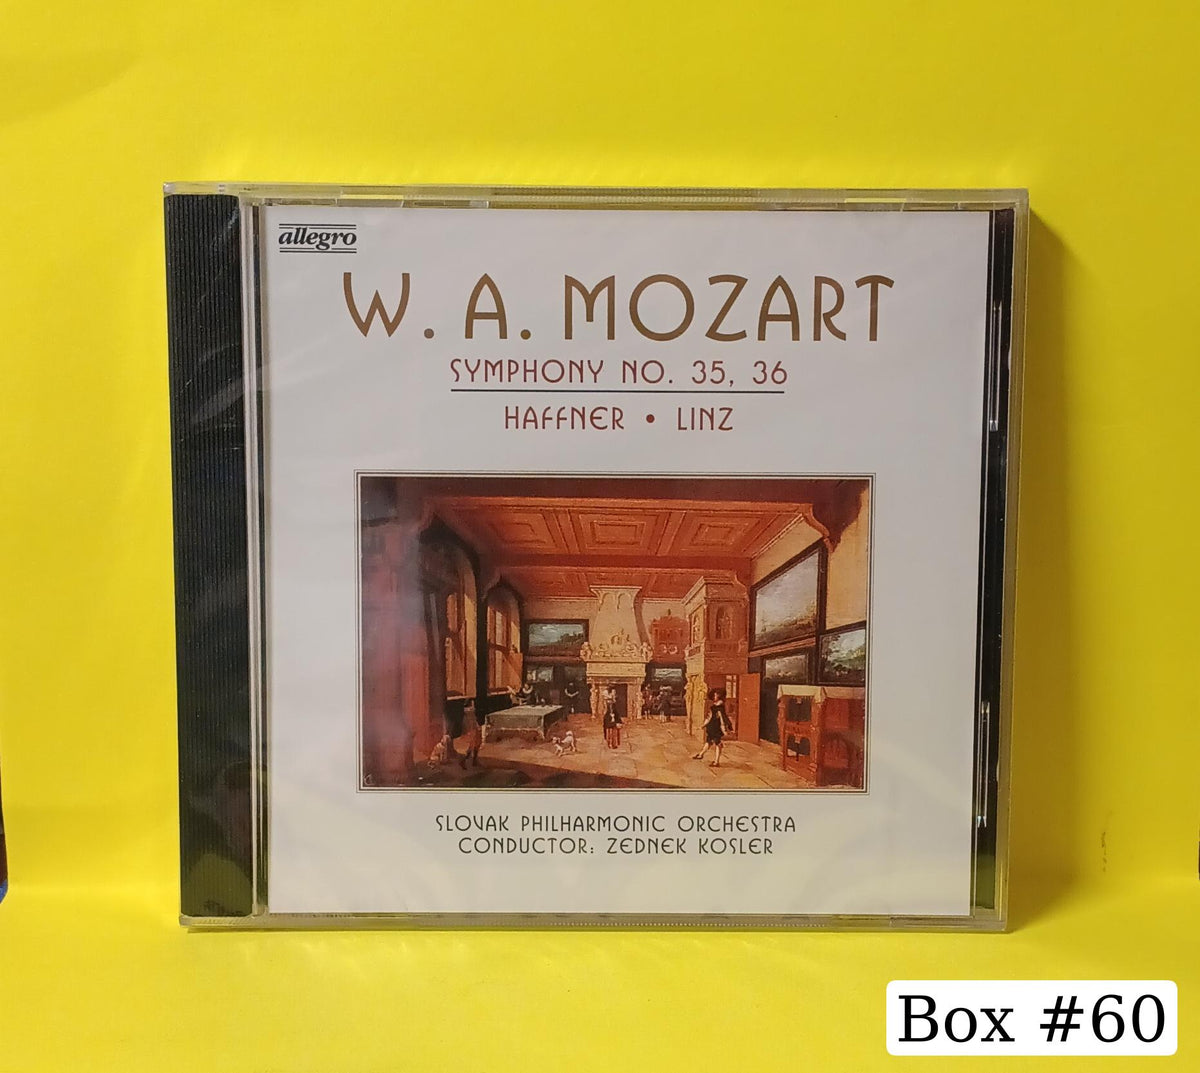 allegro
W. A. MOZART
SYMPHONY NO. 35, 36
HAFFNER • LINZ
SLOVAK PHILHARMONIC ORCHESTRA
CONDUCTOR: ZEDNEK KOSLER
Box #60